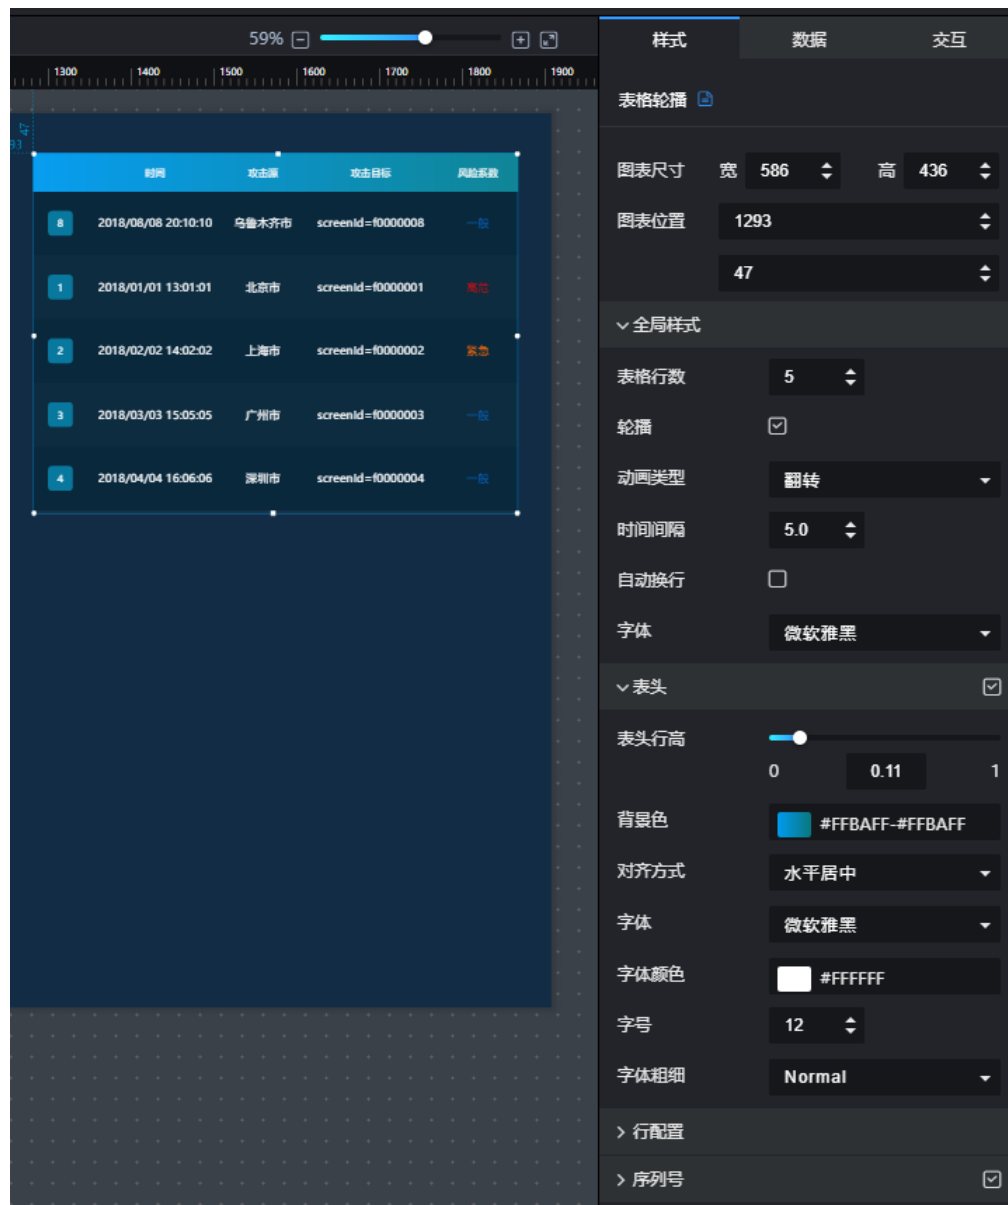 59%
样式 数据 交互
1300 1400 1500 1600 1700 1800 1900
表格轮播
47
93
时间 攻击源 攻击目标 风险系数
8 2018/08/08 20:10:10 乌鲁木齐市 screenId=f0000008 一般
1 2018/01/01 13:01:01 北京市 screenId=f0000001 高危
2 2018/02/02 14:02:02 上海市 screenId=f0000002 紧急
3 2018/03/03 15:05:05 广州市 screenId=f0000003 一般
4 2018/04/04 16:06:06 深圳市 screenId=f0000004 一般
图表尺寸 宽 586 高 436
图表位置 1293
47
全局样式
表格行数 5
轮播
动画类型 翻转
时间间隔 5.0
自动换行
字体 微软雅黑
表头
表头行高
0 0.11 1
背景色 #FFBAFF-#FFBAFF
对齐方式 水平居中
字体 微软雅黑
字体颜色 #FFFFFF
字号 12
字体粗细 Normal
行配置
序列号